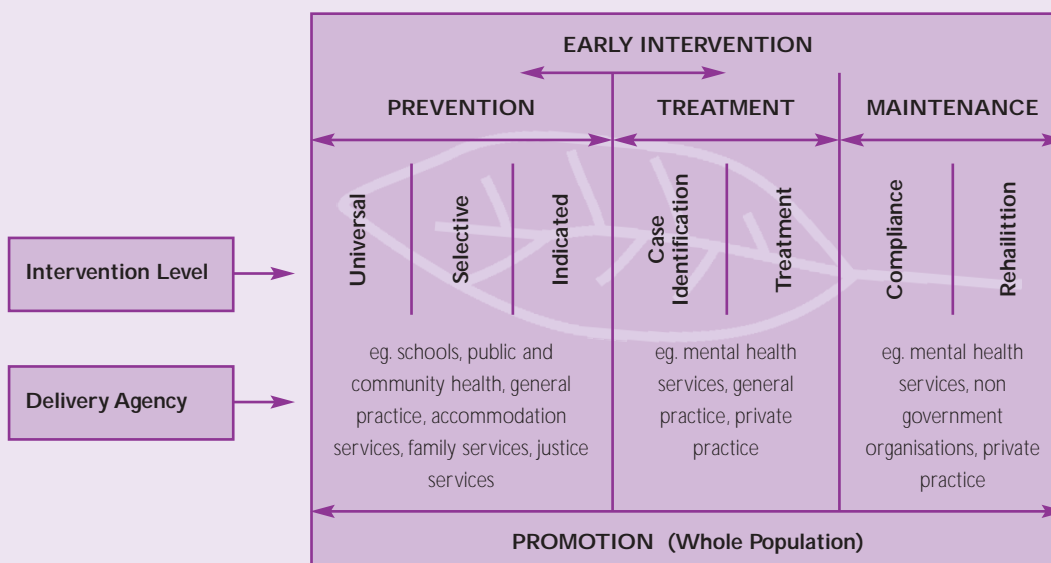 EARLY INTERVENTION
PREVENTION
TREATMENT
MAINTENANCE
Intervention Level
Universal
Selective
Indicated
Case
Identification
Treatment
Compliance
Rehailittion
Delivery Agency
eg. schools, public and
community health, general
practice, accommodation
services, family services, justice
services
eg. mental health
services, general
practice, private
practice
eg. mental health
services, non
government
organisations, private
practice
PROMOTION (Whole Population)